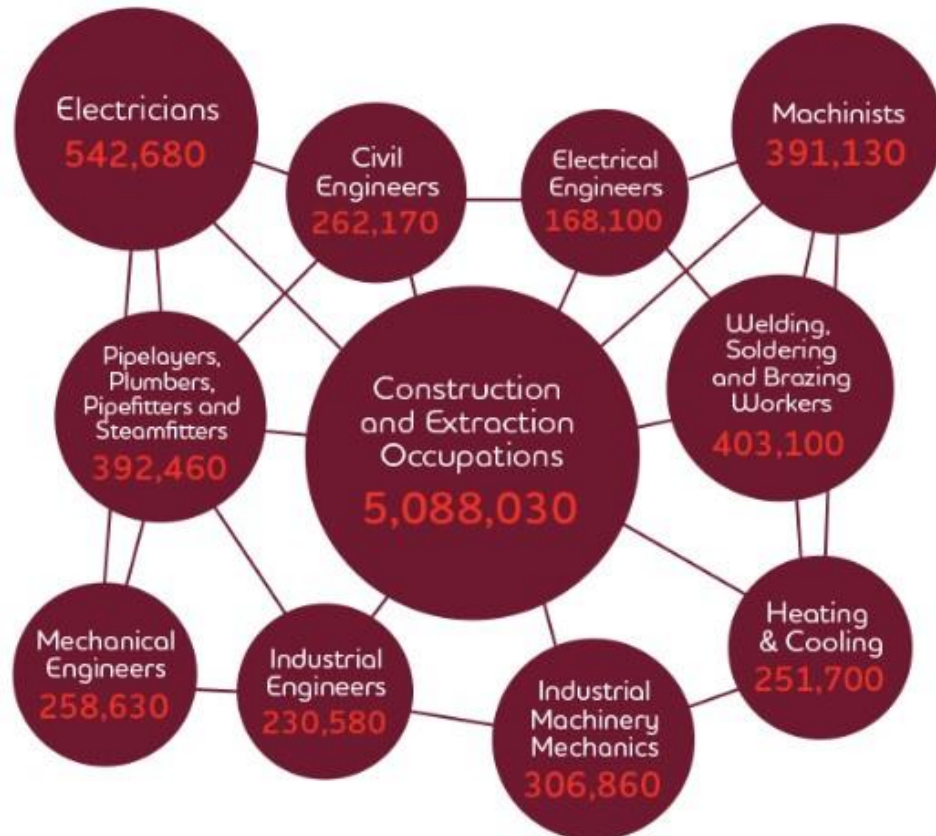 Electricians
542,680
Civil
Engineers
262,170
Electrical
Engineers
168,100
Machinists
391,130
Pipelayers,
Plumbers,
Pipefitters and
Steamfitters
392,460
Construction
and Extraction
Occupations
5,088,030
Welding,
Soldering
and Brazing
Workers
403,100
Mechanical
Engineers
258,630
Industrial
Engineers
230,580
Industrial
Machinery
Mechanics
306,860
Heating
& Cooling
251,700